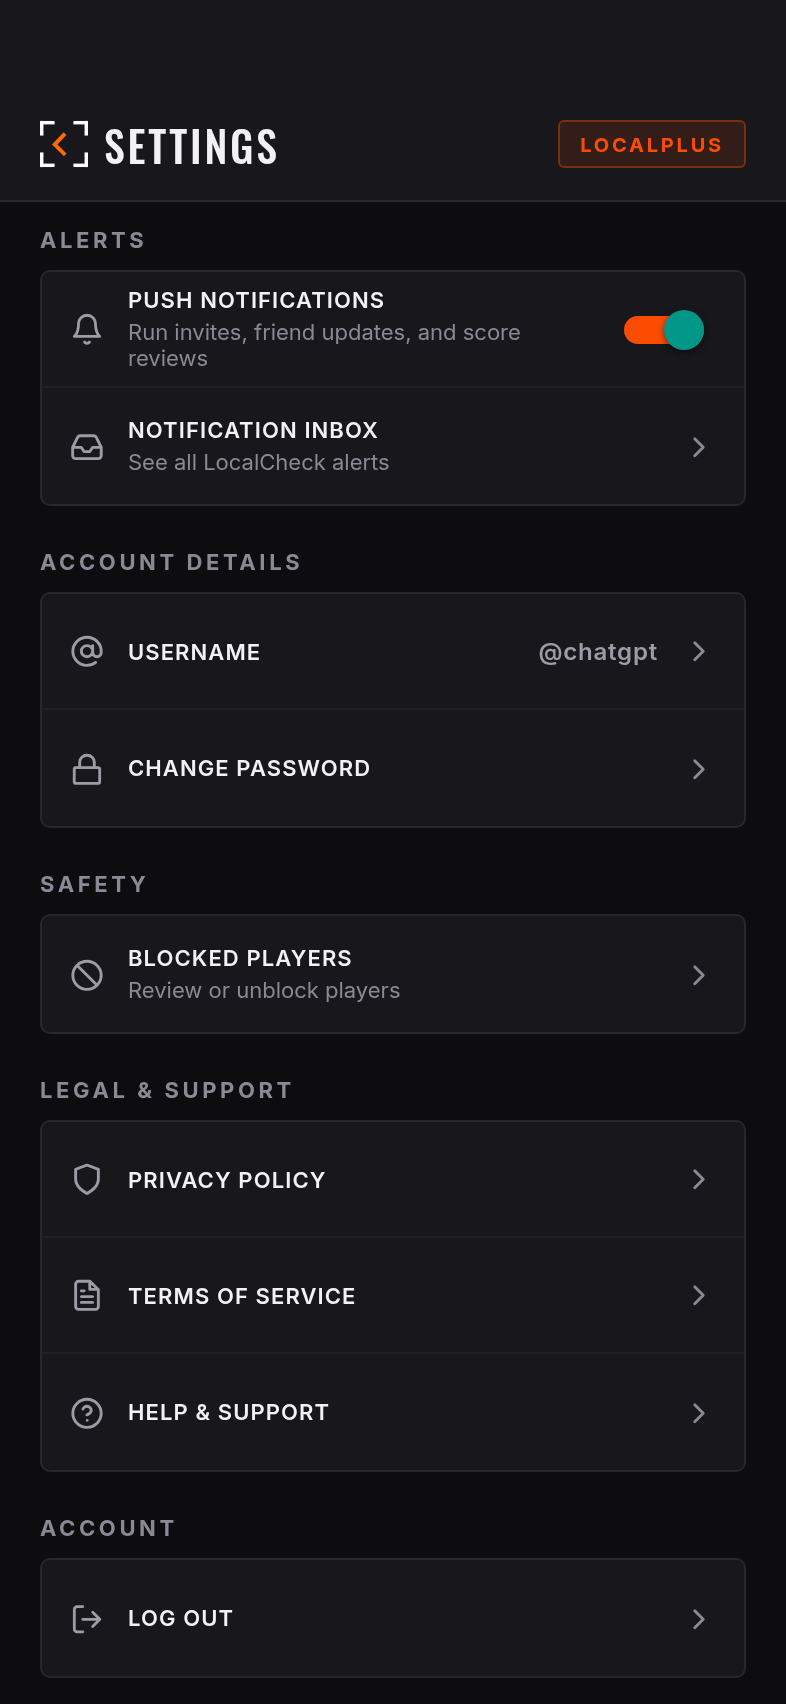 SETTINGS
LOCALPLUS
ALERTS
PUSH NOTIFICATIONS
Run invites, friend updates, and score
reviews
NOTIFICATION INBOX
See all LocalCheck alerts
ACCOUNT DETAILS
USERNAME
@chatgpt
CHANGE PASSWORD
SAFETY
BLOCKED PLAYERS
Review or unblock players
LEGAL & SUPPORT
PRIVACY POLICY
TERMS OF SERVICE
HELP & SUPPORT
ACCOUNT
LOG OUT